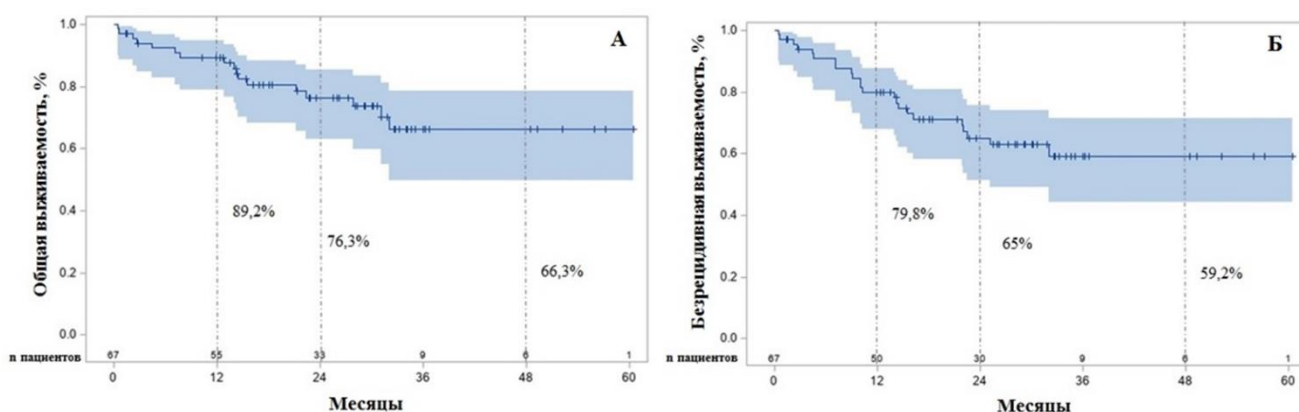 А
Общая выживаемость, %
1.0
0.8
0.6
0.4
0.2
0.0
89,2%
76,3%
66,3%
n пациентов
67 55 33 9 6 1
0 12 24 36 48 60
Месяцы
Б
Безрецидивная выживаемость, %
1.0
0.8
0.6
0.4
0.2
0.0
79,8%
65%
59,2%
n пациентов
67 50 30 9 6 1
0 12 24 36 48 60
Месяцы